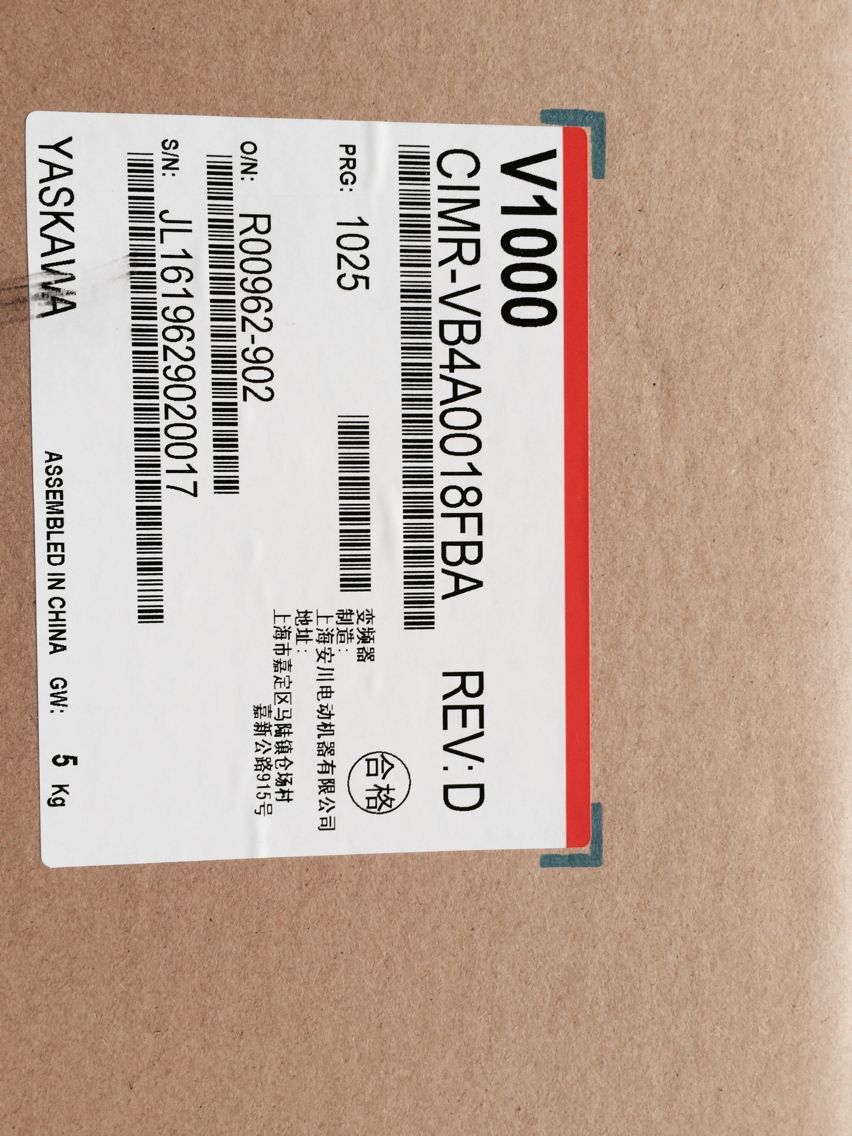 V1000
CIMR-VB4A0018FBA REV: D
PRG: 1025
变频器
制造:
上海安川电动机器有限公司
地址:
上海市嘉定区马陆镇仓场村
嘉新公路915号
合格
O/N: R00962-902
S/N: JL1619629020017
YASKAWA ASSEMBLED IN CHINA GW: 5 Kg